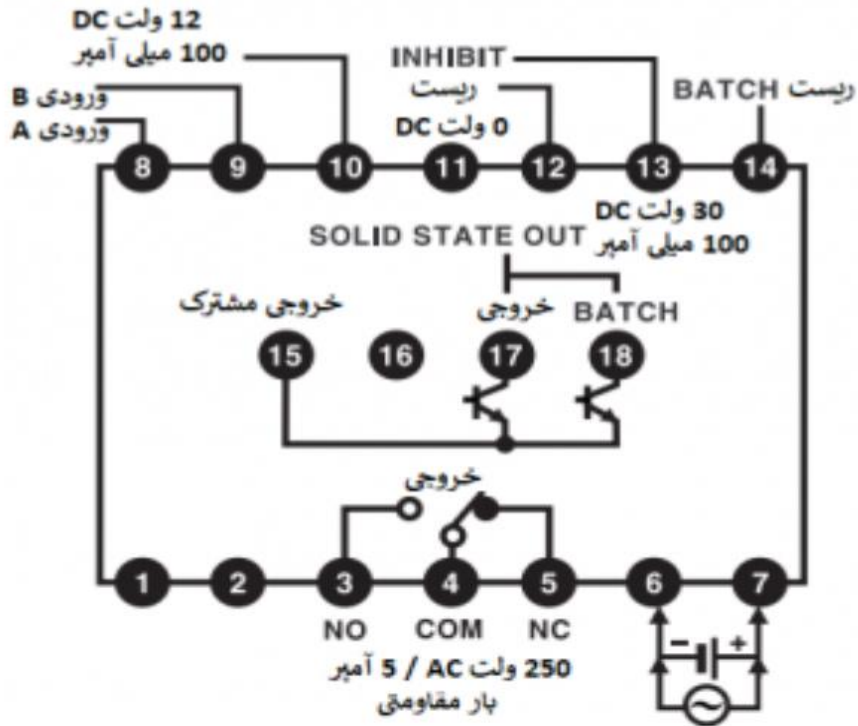 12 ولت DC
100 میلی آمپر
INHIBIT
ریست
ریست BATCH
ورودی B
ورودی A
0 ولت DC
8 9 10 11 12 13 14
30 ولت DC
100 میلی آمپر
SOLID STATE OUT
خروجی مشترک
خروجی
BATCH
15 16 17 18
خروجی
1 2 3 4 5 6 7
NO COM NC
- +
250 ولت AC / 5 آمپر
بار مقاومتی